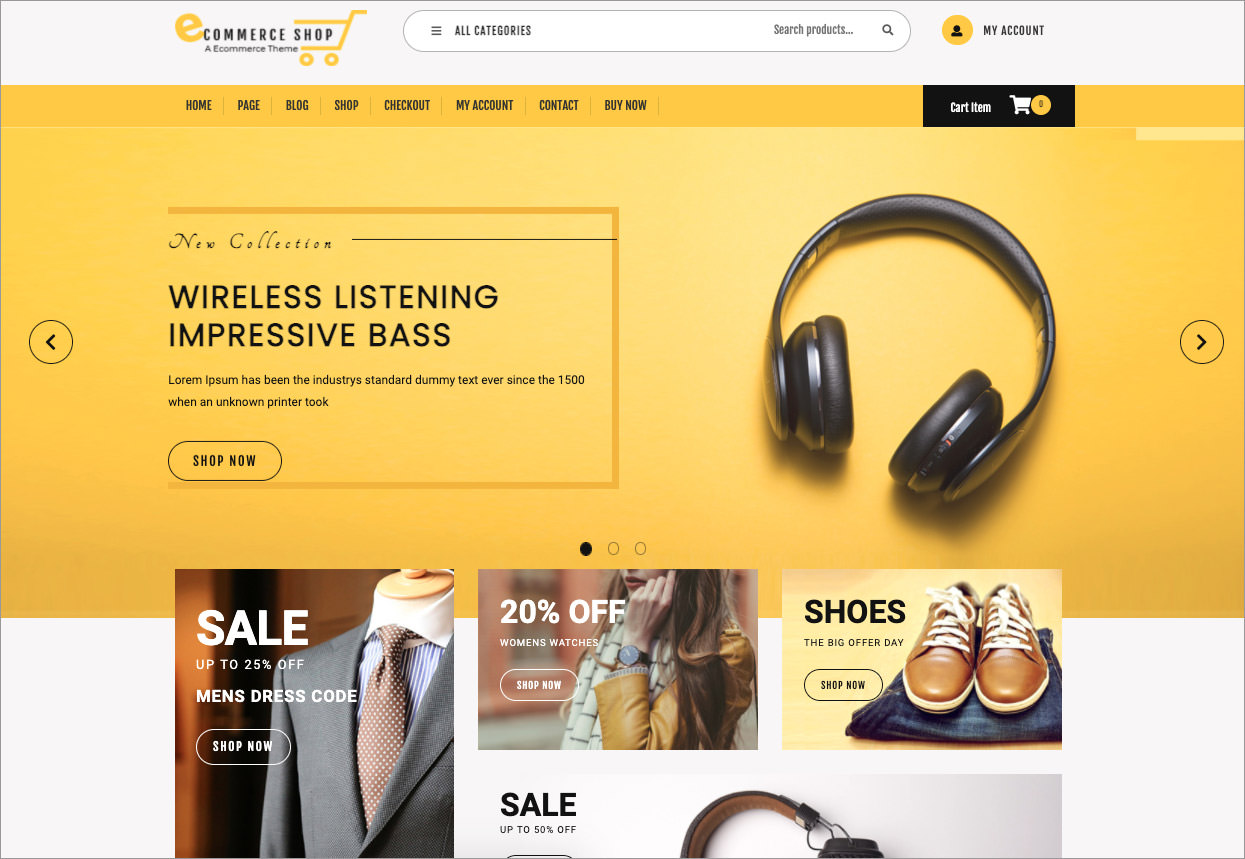 eCOMMERCE SHOP
A Ecommerce Theme
ALL CATEGORIES
Search products...
MY ACCOUNT
HOME
PAGE
BLOG
SHOP
CHECKOUT
MY ACCOUNT
CONTACT
BUY NOW
Cart Item
0
New Collection
WIRELESS LISTENING
IMPRESSIVE BASS
Lorem Ipsum has been the industrys standard dummy text ever since the 1500
when an unknown printer took
SHOP NOW
SALE
UP TO 25% OFF
MENS DRESS CODE
SHOP NOW
20% OFF
WOMENS WATCHES
SHOP NOW
SHOES
THE BIG OFFER DAY
SHOP NOW
SALE
UP TO 50% OFF